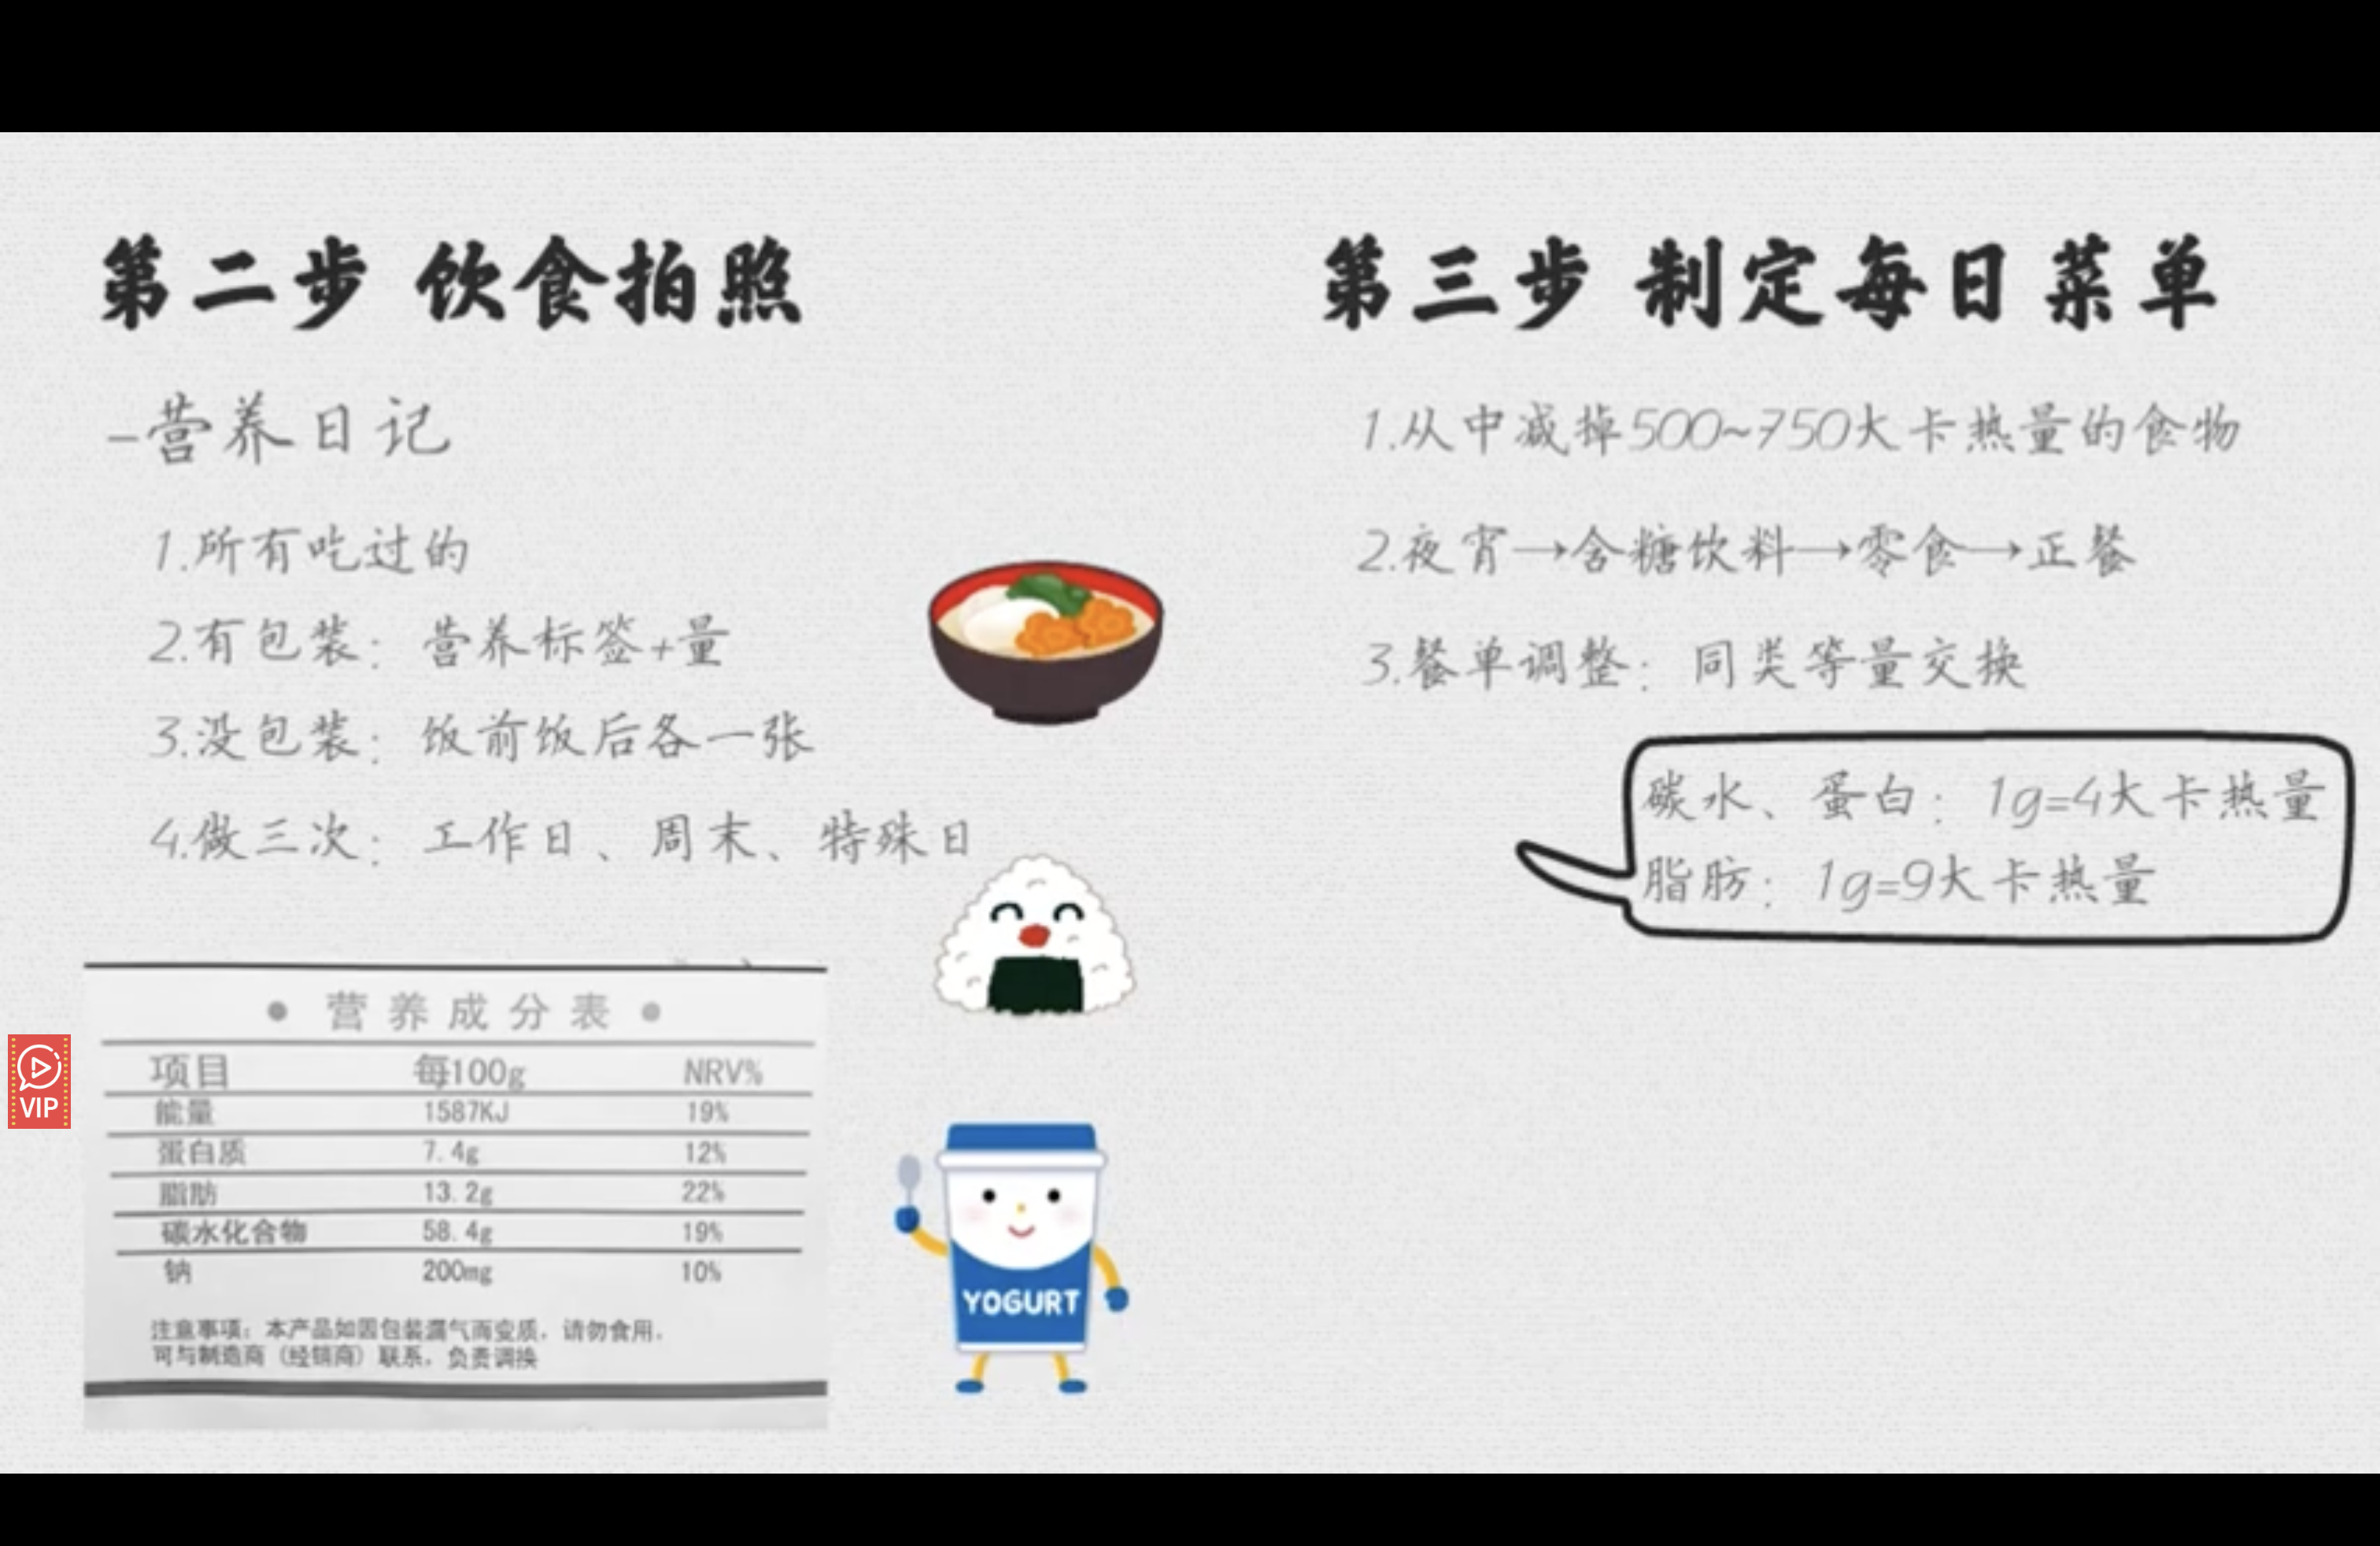 第二步 饮食拍照
-营养日记
1.所有吃过的
2.有包装：营养标签+量
3.没包装：饭前饭后各一张
4.做三次：工作日、周末、特殊日
• 营养成分表 •
项目 每100g NRV%
能量 1587KJ 19%
蛋白质 7.4g 12%
脂肪 13.2g 22%
碳水化合物 58.4g 19%
钠 200mg 10%
注意事项：本产品如因包装漏气而变质，请勿食用，
可与制造商（经销商）联系，负责调换
VIP
YOGURT
第三步 制定每日菜单
1.从中减掉500~750大卡热量的食物
2.夜宵→含糖饮料→零食→正餐
3.餐单调整：同类等量交换
碳水、蛋白：1g=4大卡热量
脂肪：1g=9大卡热量